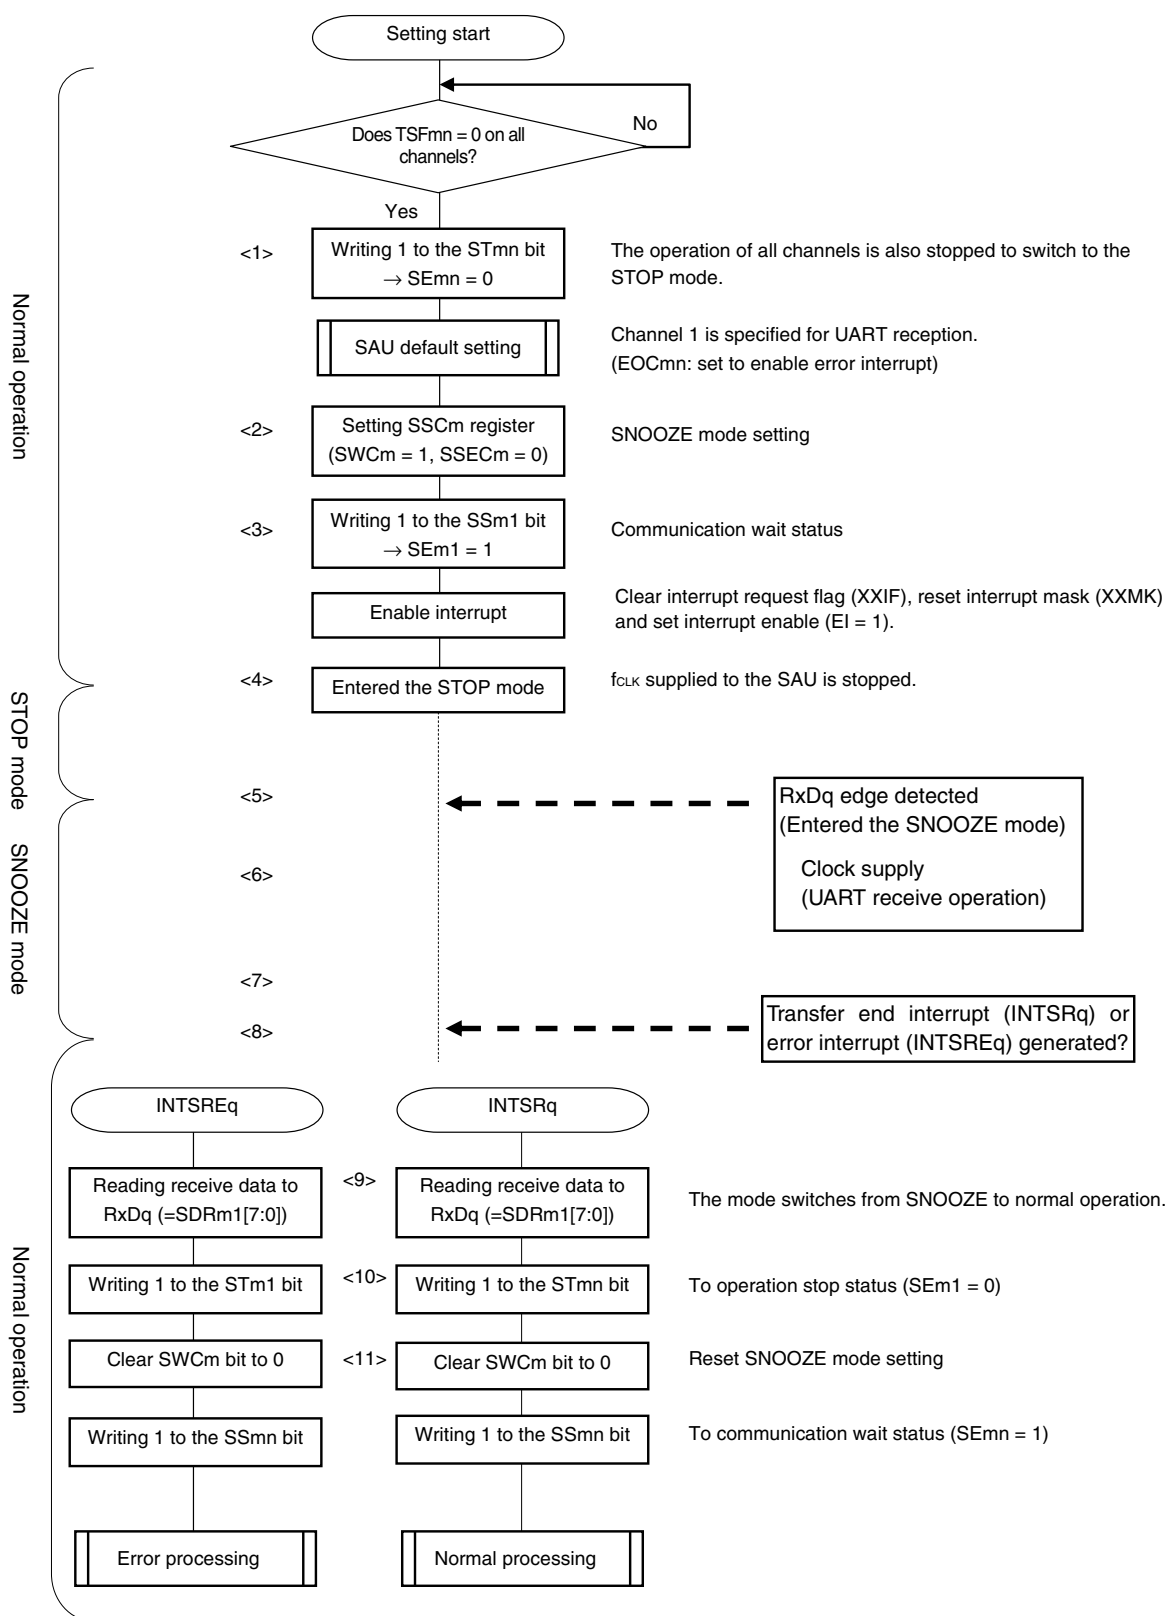 Setting start
No
Does TSFmn = 0 on all
channels?
Yes
<1>
Writing 1 to the STmn bit
→ SEmn = 0
The operation of all channels is also stopped to switch to the
STOP mode.
SAU default setting
Channel 1 is specified for UART reception.
(EOCmn: set to enable error interrupt)
Normal operation
<2>
Setting SSCm register
(SWCm = 1, SSECm = 0)
SNOOZE mode setting
<3>
Writing 1 to the SSm1 bit
→ SEm1 = 1
Communication wait status
Enable interrupt
Clear interrupt request flag (XXIF), reset interrupt mask (XXMK)
and set interrupt enable (EI = 1).
<4>
Entered the STOP mode
fCLK supplied to the SAU is stopped.
STOP mode
<5>
RxDq edge detected
(Entered the SNOOZE mode)
Clock supply
(UART receive operation)
<6>
SNOOZE mode
<7>
<8>
Transfer end interrupt (INTSRq) or
error interrupt (INTSREq) generated?
INTSREq
INTSRq
Reading receive data to
RxDq (=SDRm1[7:0])
<9>
Reading receive data to
RxDq (=SDRm1[7:0])
The mode switches from SNOOZE to normal operation.
Writing 1 to the STm1 bit
<10>
Writing 1 to the STmn bit
To operation stop status (SEm1 = 0)
Normal operation
Clear SWCm bit to 0
<11>
Clear SWCm bit to 0
Reset SNOOZE mode setting
Writing 1 to the SSmn bit
Writing 1 to the SSmn bit
To communication wait status (SEmn = 1)
Error processing
Normal processing